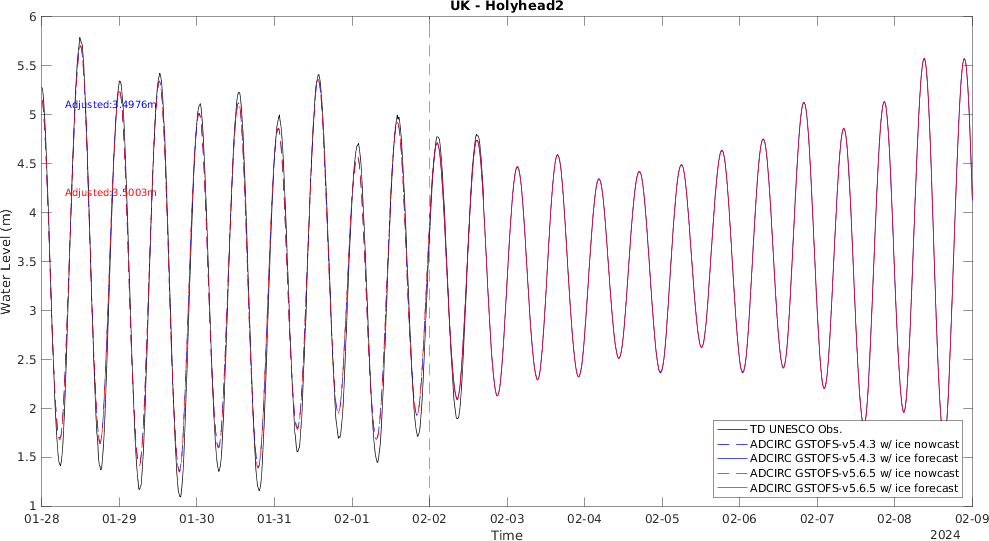 UK - Holyhead2
6
5.5
5
4.5
4
3.5
3
2.5
2
1.5
1
Water Level (m)
Adjusted:3.4976m
Adjusted:3.5003m
TD UNESCO Obs.
ADCIRC GSTOFS-v5.4.3 w/ ice nowcast
ADCIRC GSTOFS-v5.4.3 w/ ice forecast
ADCIRC GSTOFS-v5.6.5 w/ ice nowcast
ADCIRC GSTOFS-v5.6.5 w/ ice forecast
01-28 01-29 01-30 01-31 02-01 02-02 02-03 02-04 02-05 02-06 02-07 02-08 02-09
Time
2024